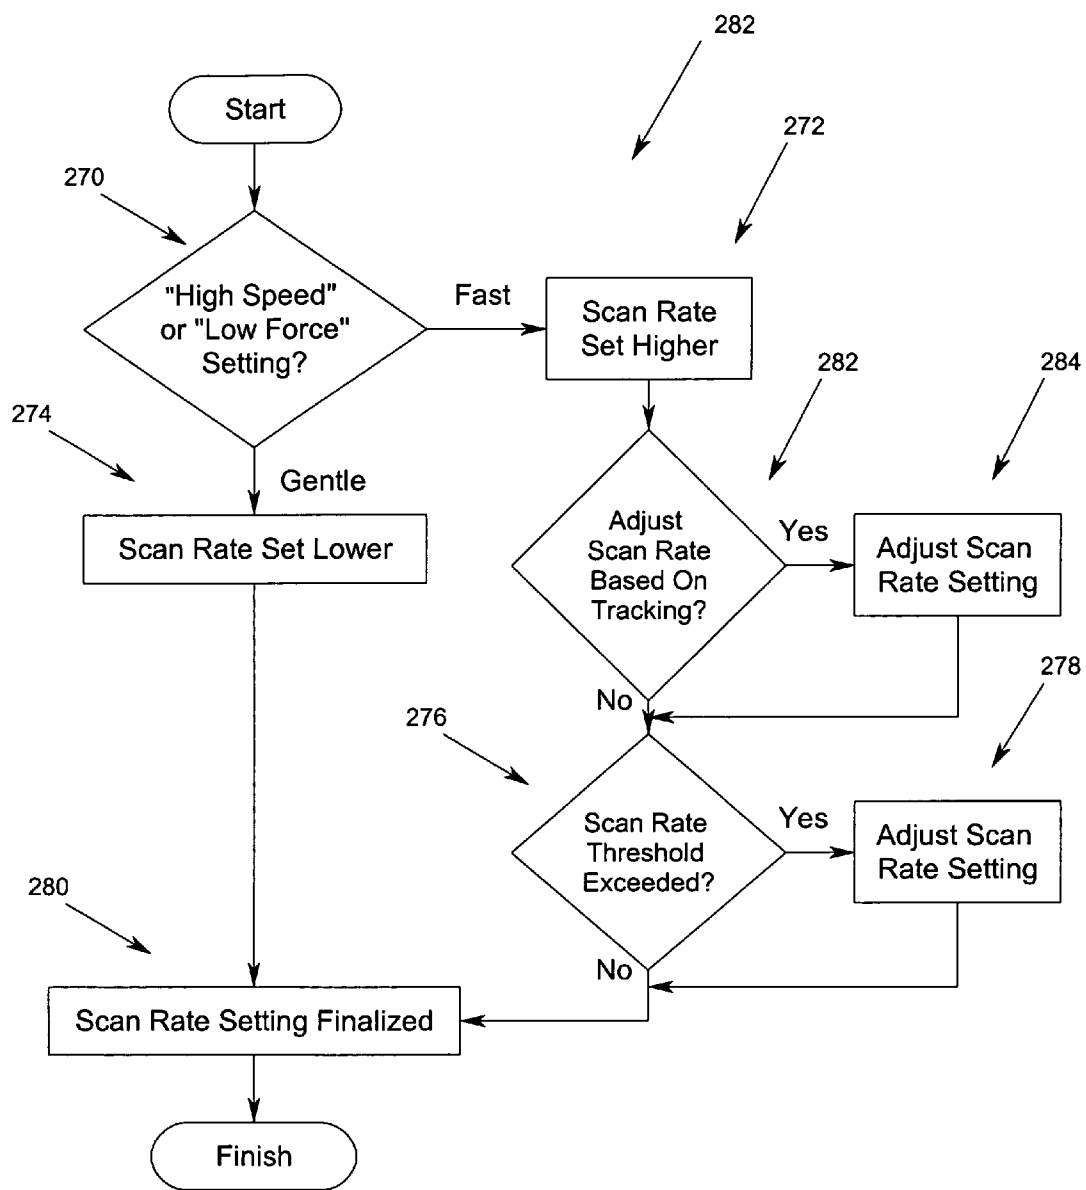 282
Start
272
270
"High Speed"
or "Low Force"
Setting?
Fast
Scan Rate
Set Higher
282
284
274
Gentle
Scan Rate Set Lower
Adjust
Scan Rate
Based On
Tracking?
Yes
Adjust Scan
Rate Setting
No
278
276
Scan Rate
Threshold
Exceeded?
Yes
Adjust Scan
Rate Setting
280
No
Scan Rate Setting Finalized
Finish